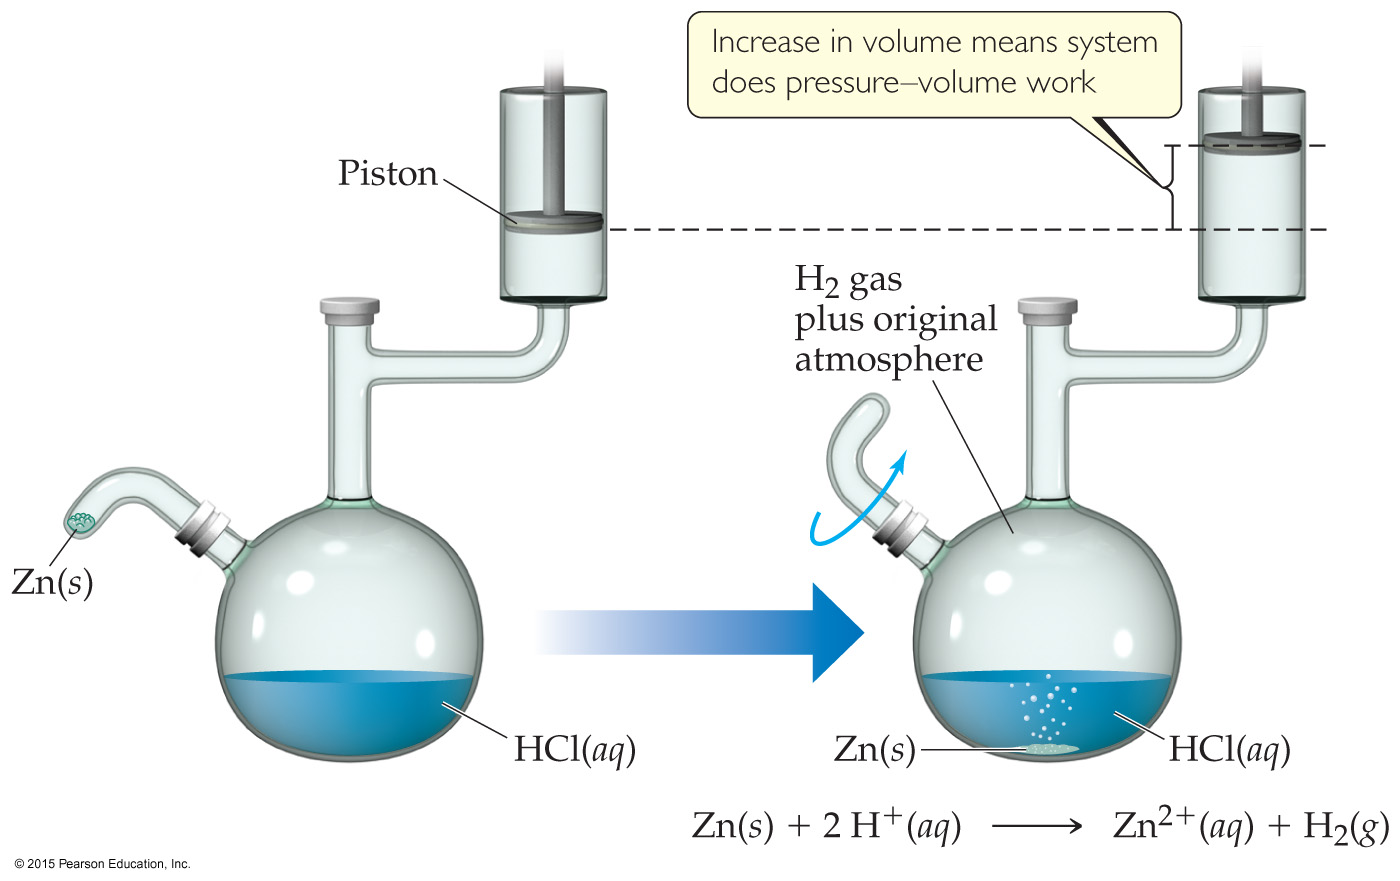 Increase in volume means system
does pressure–volume work
Piston
H₂ gas
plus original
atmosphere
Zn(s)
HCl(aq)
Zn(s)
HCl(aq)
Zn(s) + 2 H⁺(aq) ⟶ Zn²⁺(aq) + H₂(g)
© 2015 Pearson Education, Inc.